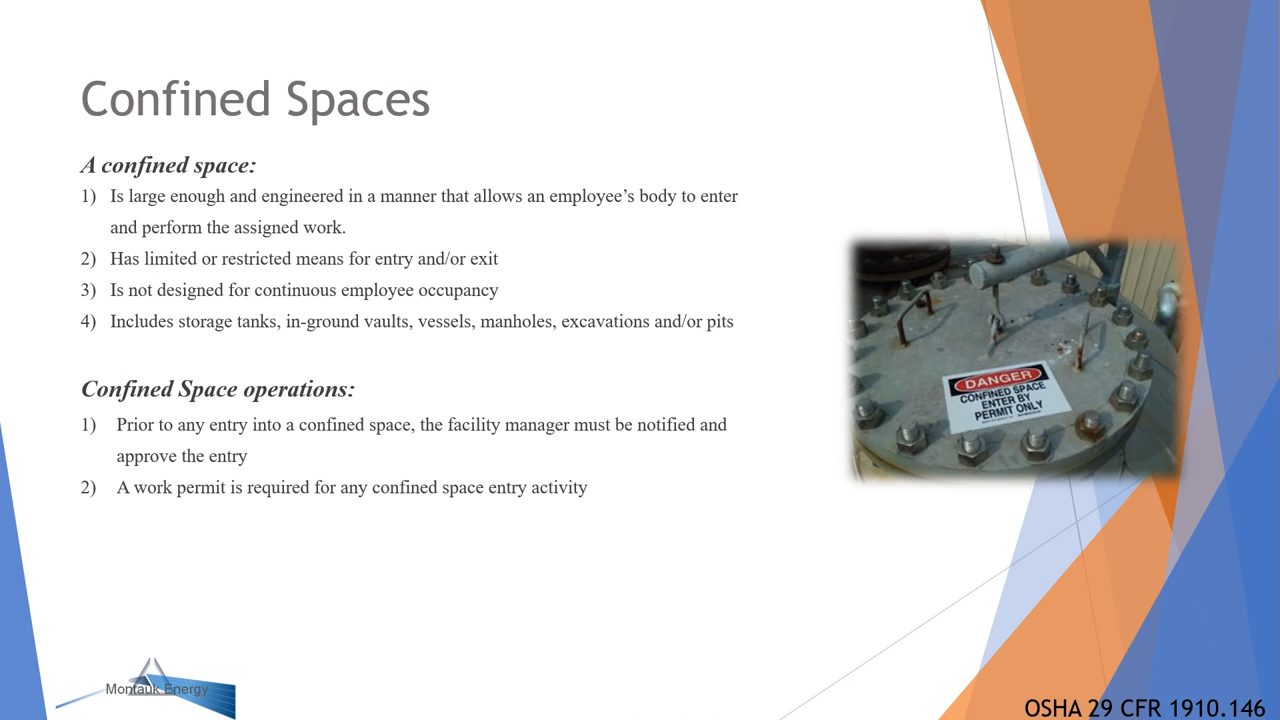 Confined Spaces
A confined space:
1) Is large enough and engineered in a manner that allows an employee’s body to enter
and perform the assigned work.
2) Has limited or restricted means for entry and/or exit
3) Is not designed for continuous employee occupancy
4) Includes storage tanks, in-ground vaults, vessels, manholes, excavations and/or pits
Confined Space operations:
1) Prior to any entry into a confined space, the facility manager must be notified and
approve the entry
2) A work permit is required for any confined space entry activity
DANGER
CONFINED SPACE
ENTER BY
PERMIT ONLY
Montauk Energy
OSHA 29 CFR 1910.146